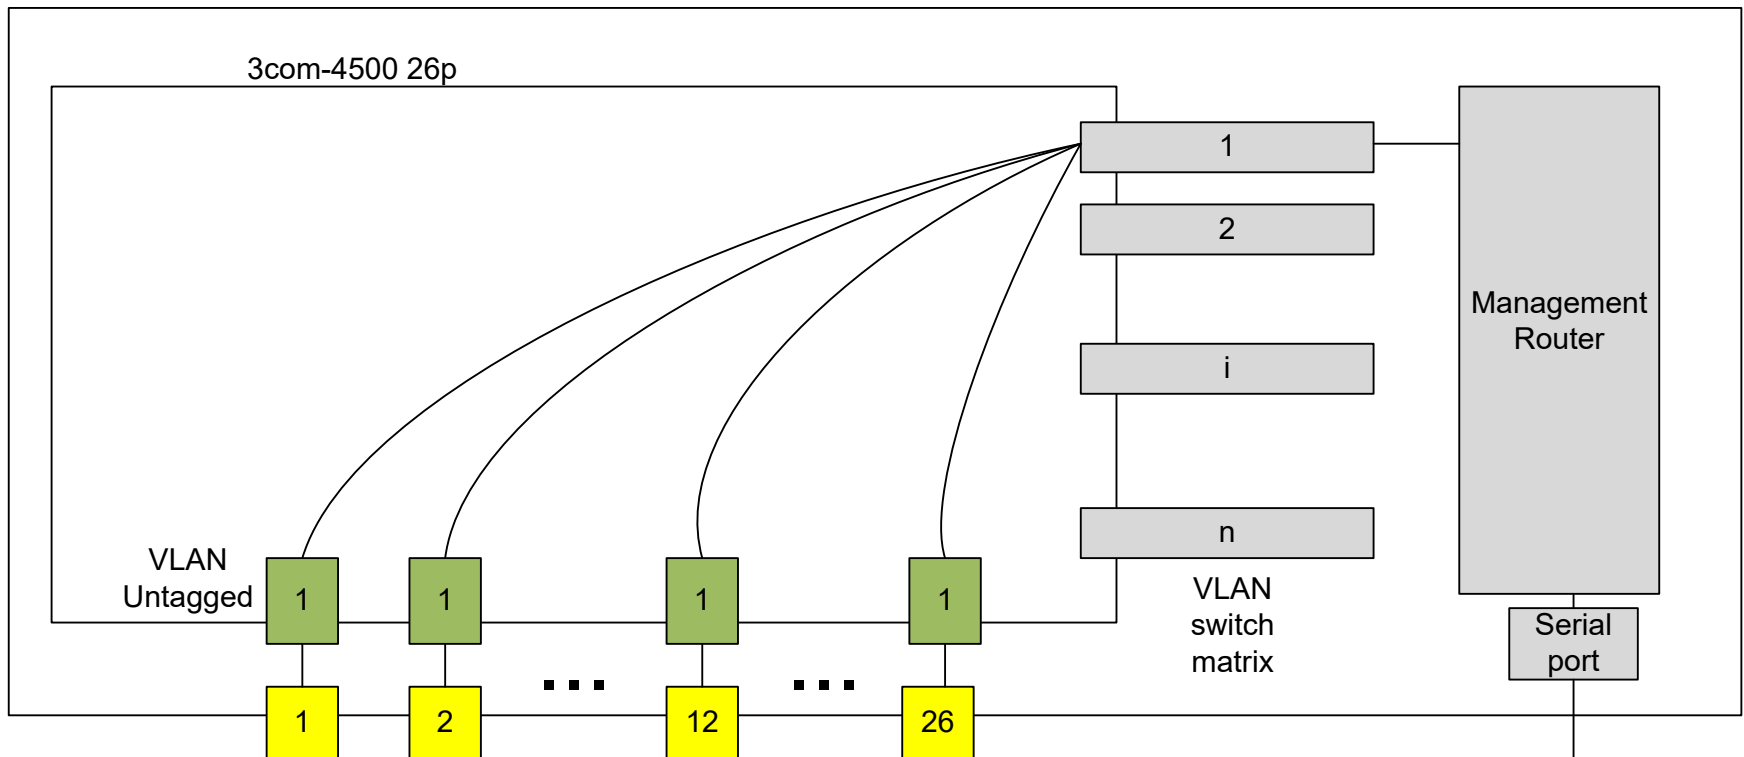 3com-4500 26p
1
2
i
n
Management
Router
VLAN
Untagged
1
1
1
1
VLAN
switch
matrix
Serial
port
1
2
...
12
...
26